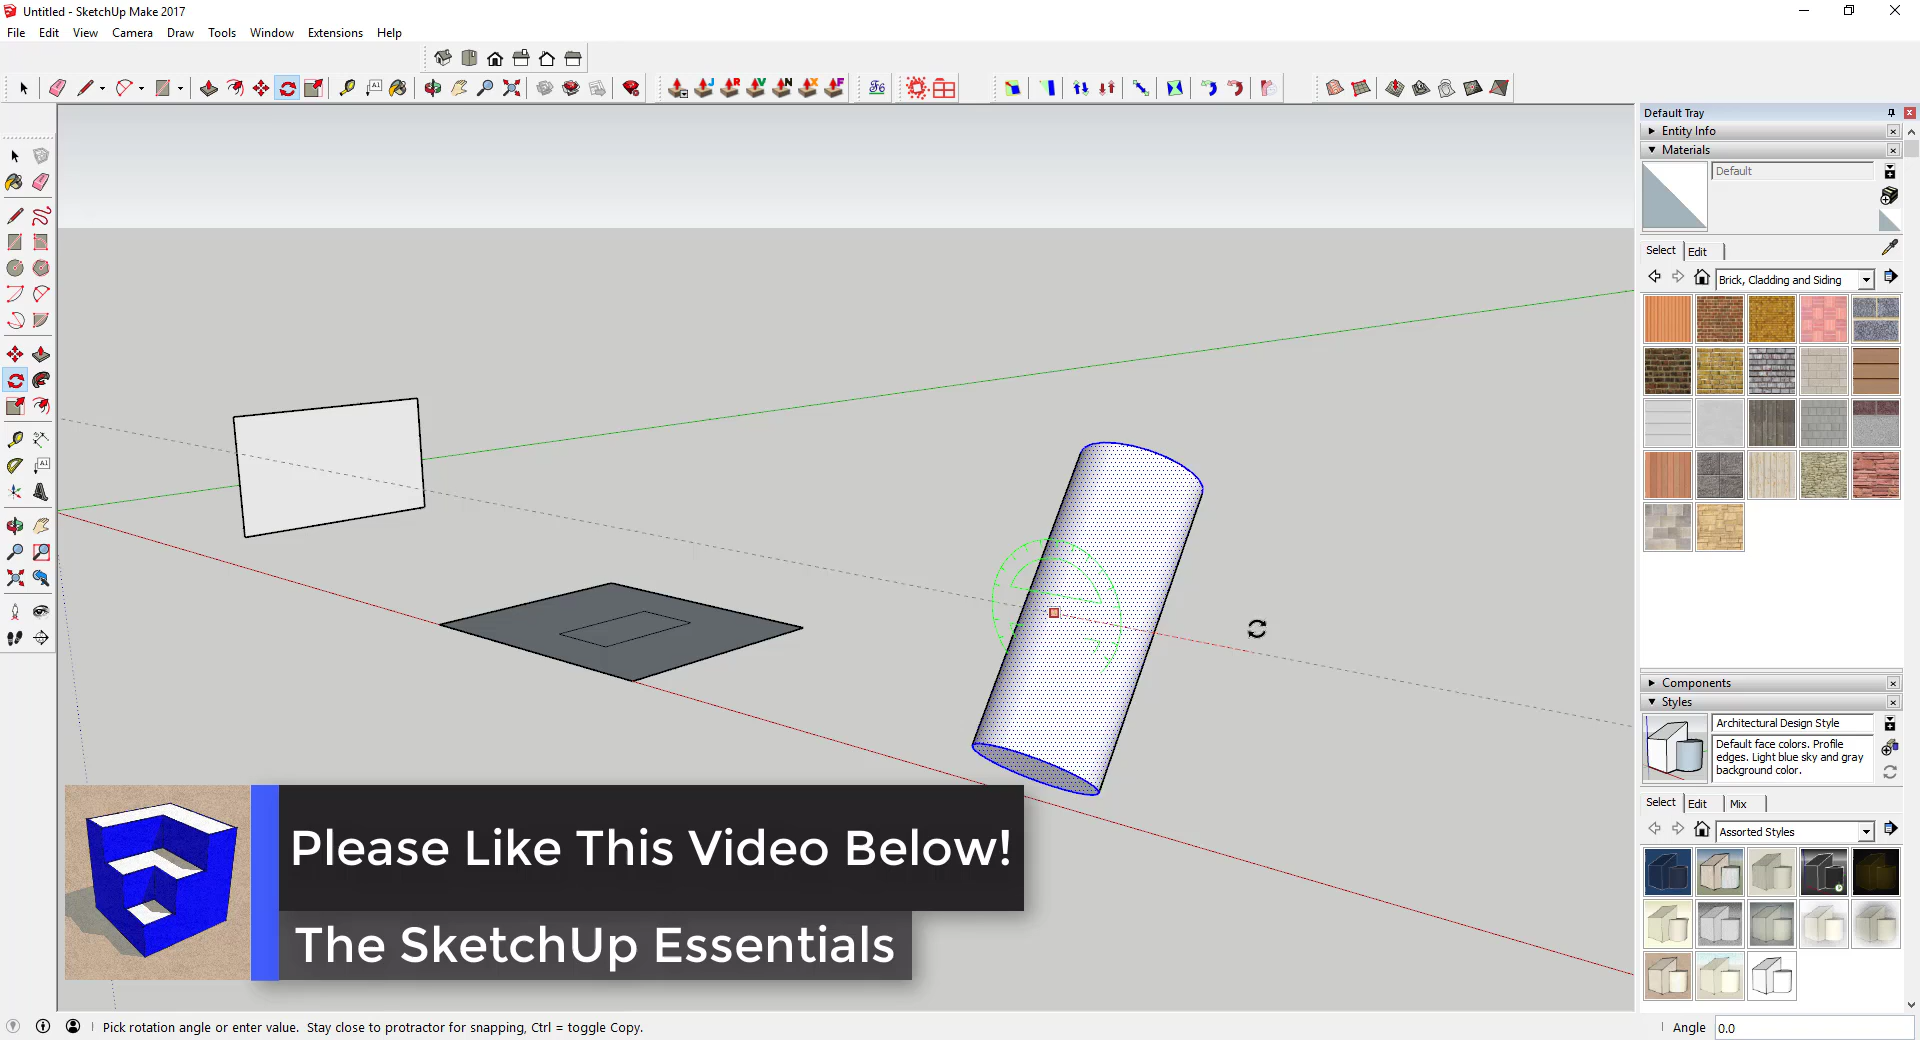 Untitled - SketchUp Make 2017
File Edit View Camera Draw Tools Window Extensions Help
Default Tray
Entity Info
Materials
Default
Select Edit
Brick, Cladding and Siding
Components
Styles
Architectural Design Style
Default face colors. Profile
edges. Light blue sky and gray
background color.
Select Edit Mix
Assorted Styles
Please Like This Video Below!
The SketchUp Essentials
Pick rotation angle or enter value. Stay close to protractor for snapping, Ctrl = toggle Copy.
Angle 0.0